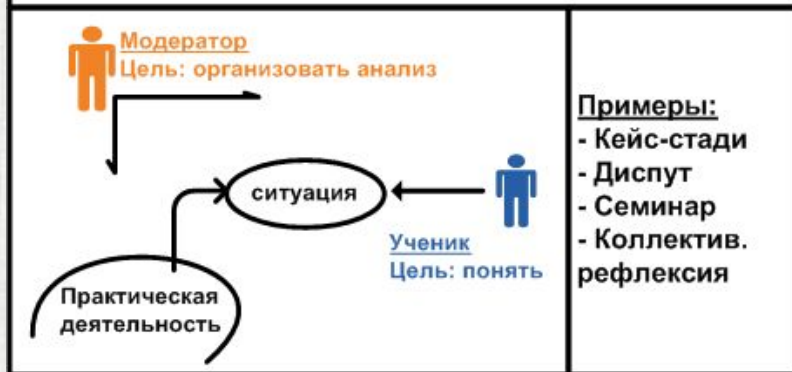 Модератор
Цель: организовать анализ
ситуация
Ученик
Цель: понять
Практическая
деятельность
Примеры:
- Кейс-стади
- Диспут
- Семинар
- Коллектив.
рефлексия